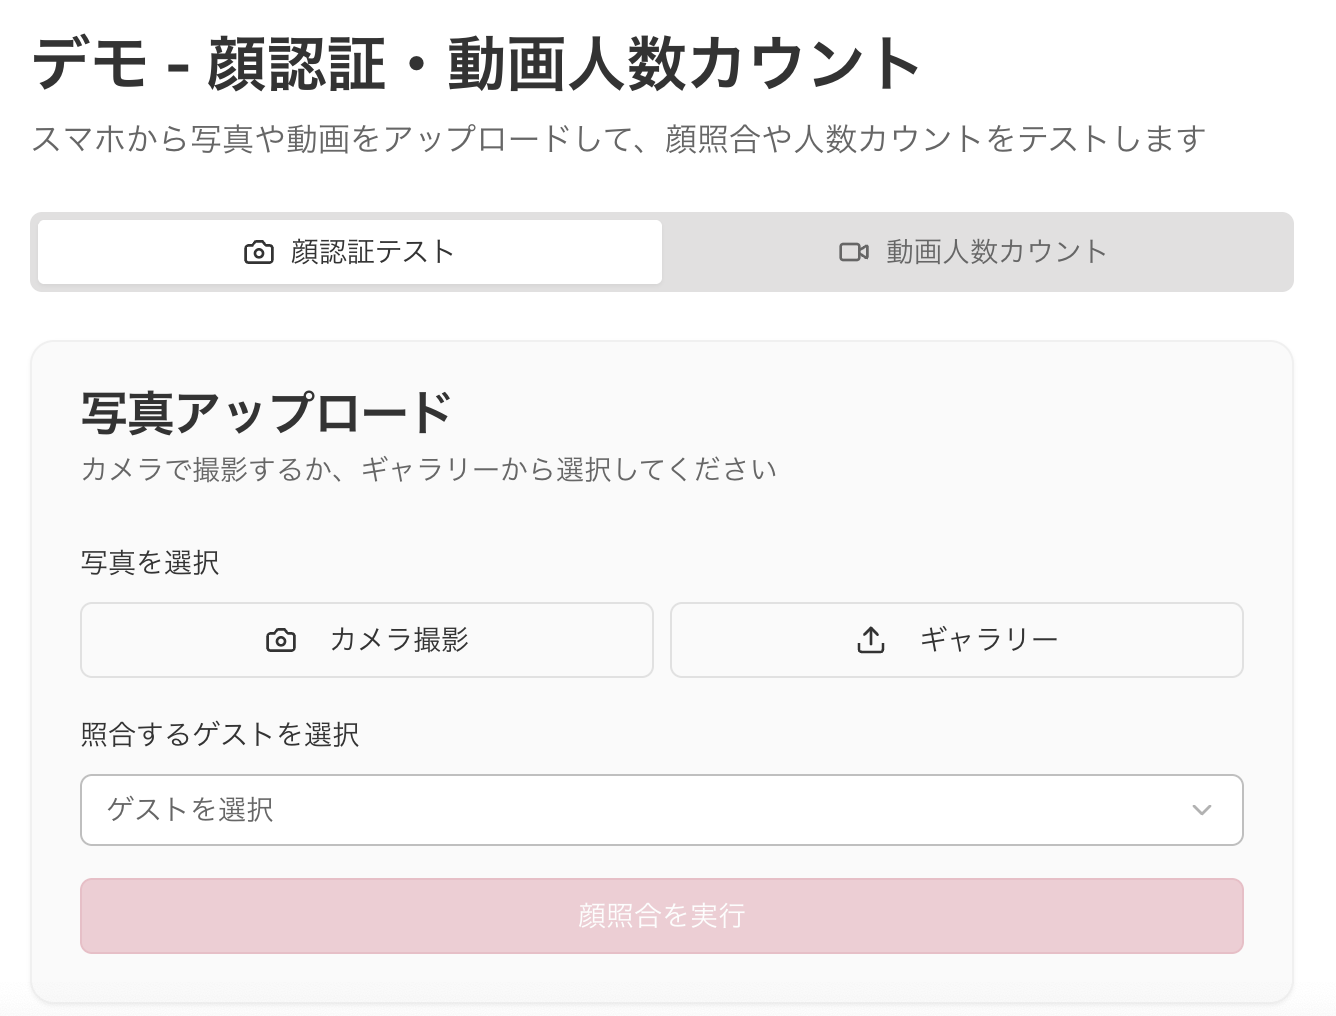 デモ - 顔認証・動画人数カウント
スマホから写真や動画をアップロードして、顔照合や人数カウントをテストします
顔認証テスト
動画人数カウント
写真アップロード
カメラで撮影するか、ギャラリーから選択してください
写真を選択
カメラ撮影
ギャラリー
照合するゲストを選択
ゲストを選択
顔照合を実行